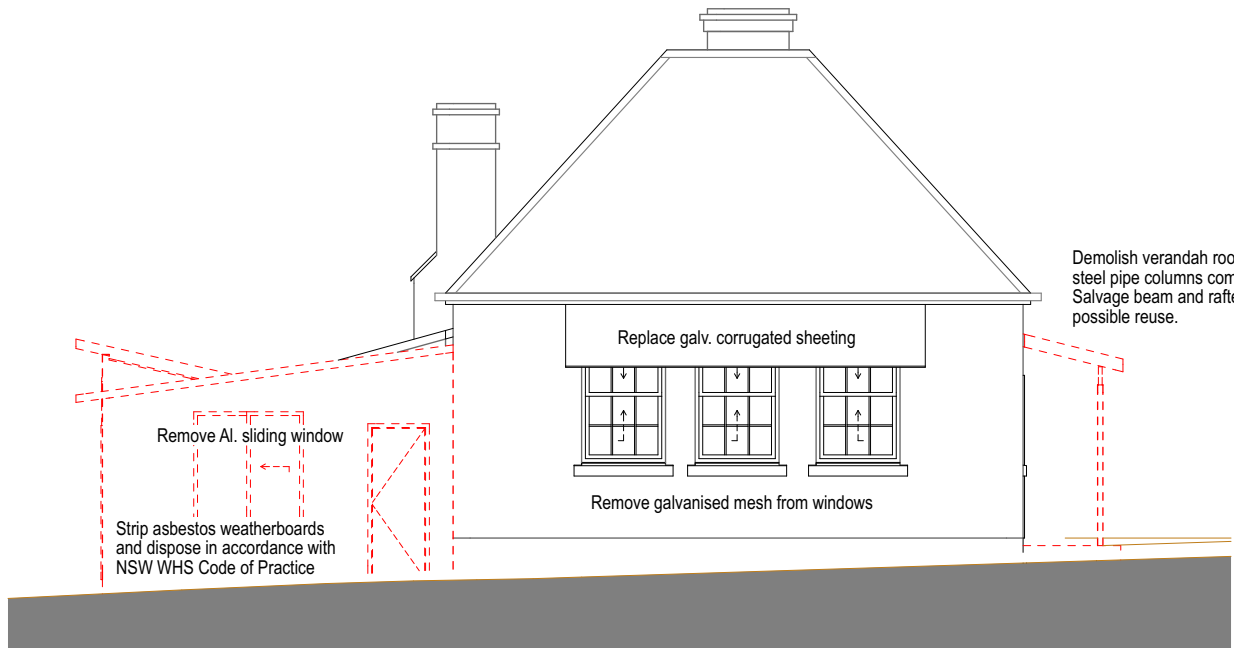 Demolish verandah roo
steel pipe columns com
Salvage beam and rafte
possible reuse.
Replace galv. corrugated sheeting
Remove Al. sliding window
Remove galvanised mesh from windows
Strip asbestos weatherboards
and dispose in accordance with
NSW WHS Code of Practice